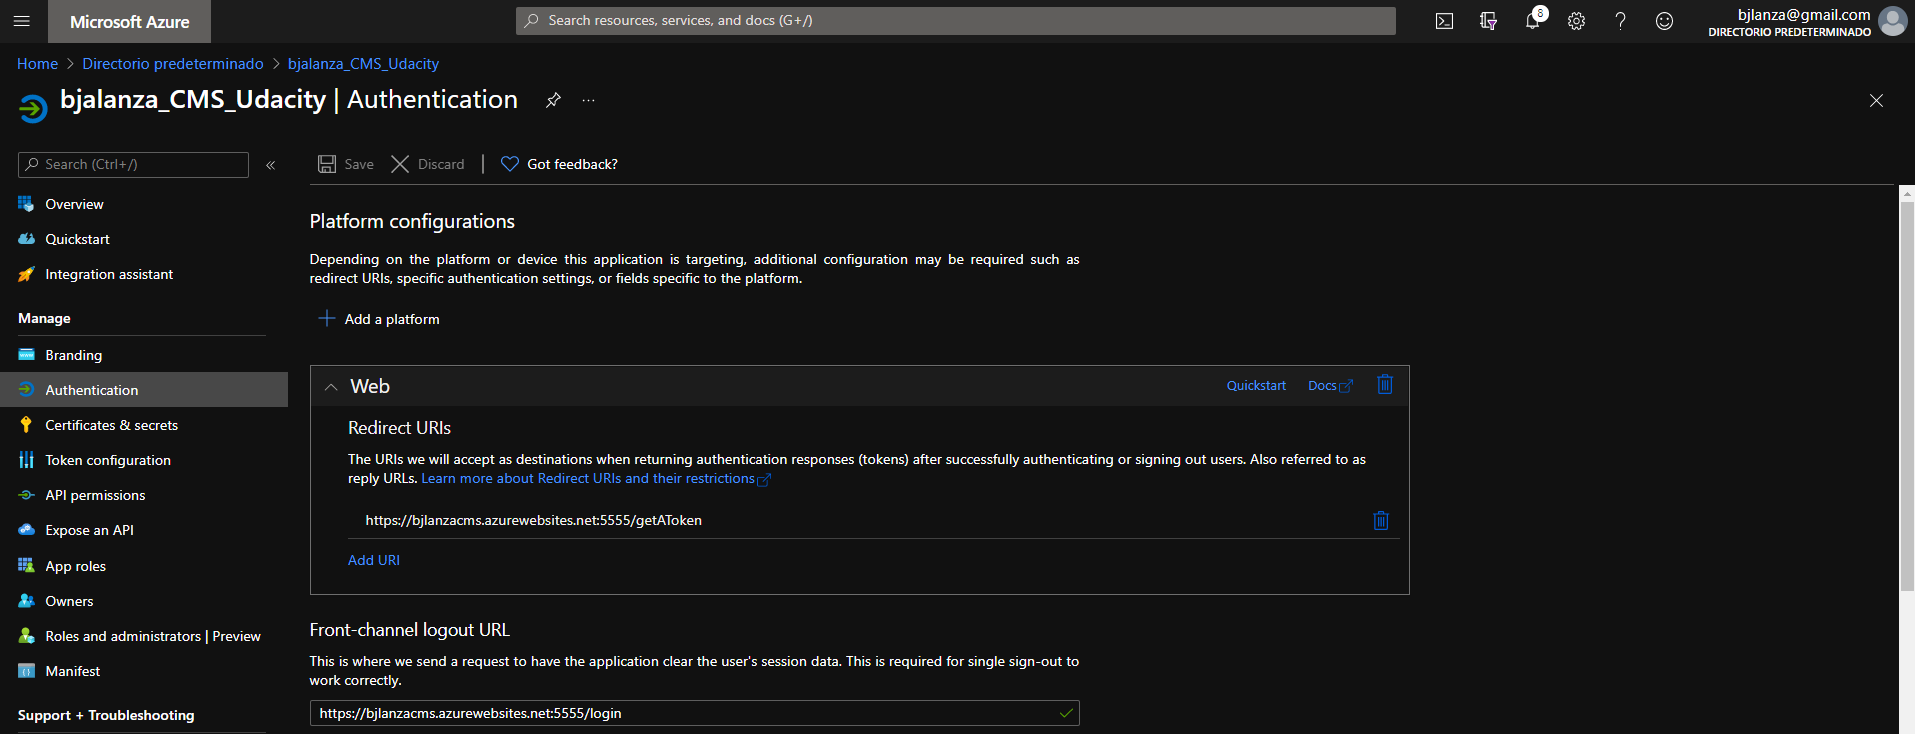 Microsoft Azure
Search resources, services, and docs (G+/)
8
bjlanza@gmail.com
DIRECTORIO PREDETERMINADO
Home > Directorio predeterminado > bjalanza_CMS_Udacity
bjalanza_CMS_Udacity | Authentication
Search (Ctrl+/)
Save Discard | Got feedback?
Overview
Quickstart
Integration assistant
Manage
Branding
Authentication
Certificates & secrets
Token configuration
API permissions
Expose an API
App roles
Owners
Roles and administrators | Preview
Manifest
Support + Troubleshooting
Platform configurations
Depending on the platform or device this application is targeting, additional configuration may be required such as
redirect URIs, specific authentication settings, or fields specific to the platform.
Add a platform
Web
Quickstart Docs
Redirect URIs
The URIs we will accept as destinations when returning authentication responses (tokens) after successfully authenticating or signing out users. Also referred to as
reply URLs. Learn more about Redirect URIs and their restrictions
https://bjlanzacms.azurewebsites.net:5555/getAToken
Add URI
Front-channel logout URL
This is where we send a request to have the application clear the user's session data. This is required for single sign-out to
work correctly.
https://bjlanzacms.azurewebsites.net:5555/login